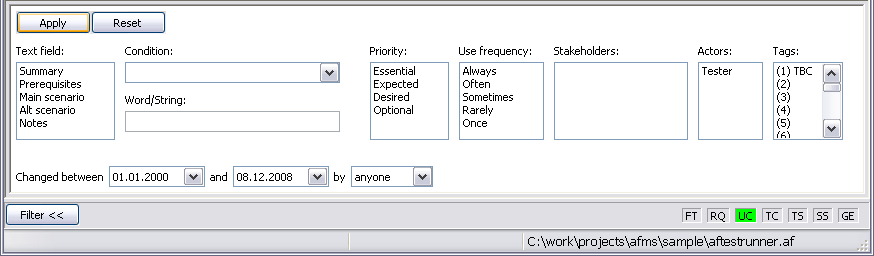 Apply Reset
Text field: Condition: Priority: Use frequency: Stakeholders: Actors: Tags:
Summary Essential Always Tester (1) TBC
Prerequisites Expected Often (2)
Main scenario Desired Sometimes (3)
Alt scenario Word/String: Optional Rarely (4)
Notes Once (5)
(6)
Changed between 01.01.2000 and 08.12.2008 by anyone
Filter << FT RQ UC TC TS SS GE
C:\work\projects\afms\sample\aftestrunner.af